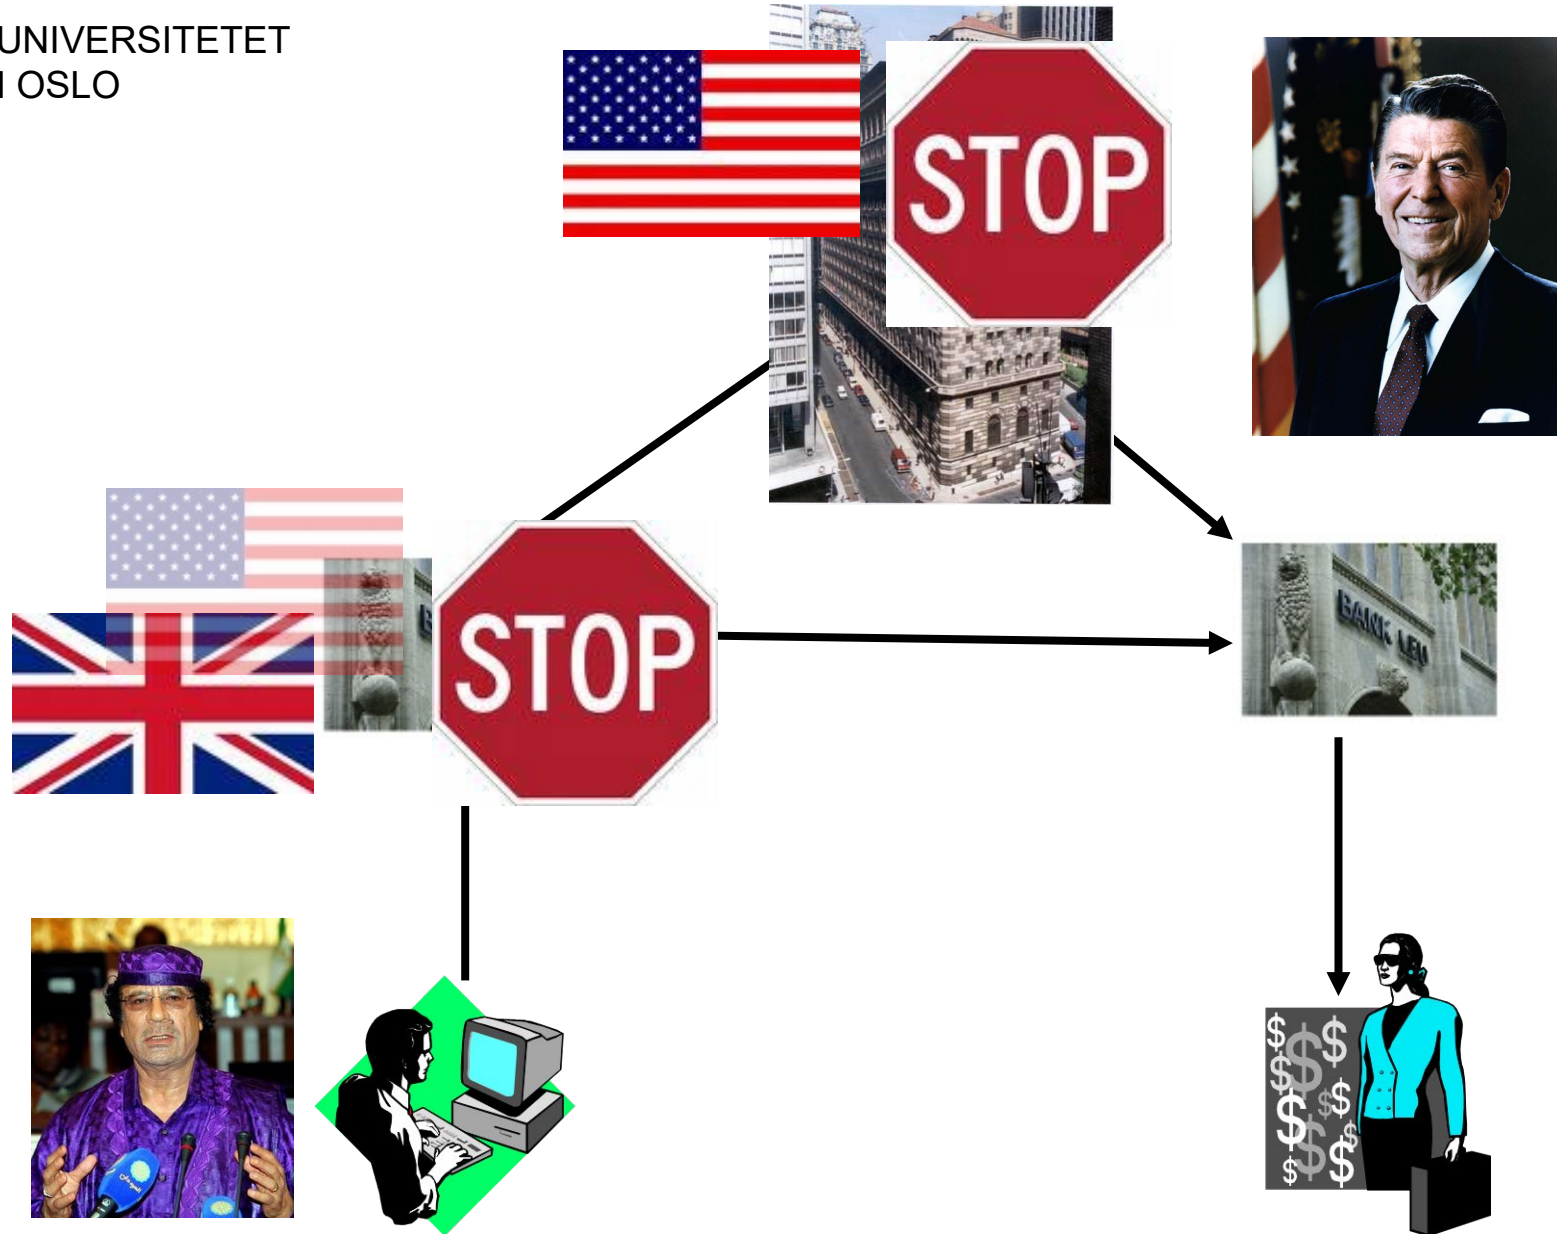 UNIVERSITETET
I OSLO
STOP
STOP
BANK LEU
$ $ $ $ $ $ $ $ $ $ $ $